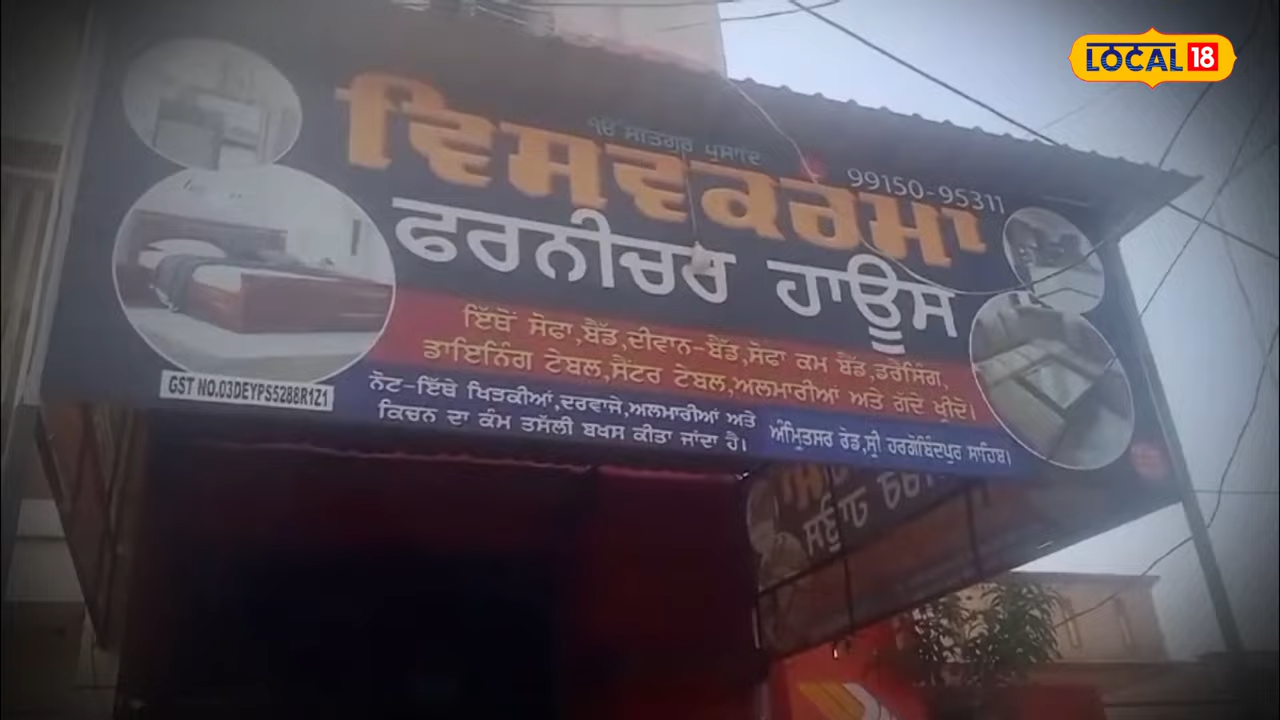 LOCAL 18
ੴ ਸਤਿਗੁਰ ਪ੍ਰਸਾਦਿ
99150-95311
ਵਿਸ਼ਵਕਰਮਾ
ਫਰਨੀਚਰ ਹਾਊਸ
ਇੱਥੋਂ ਸੋਫਾ,ਬੈੱਡ,ਦੀਵਾਨ-ਬੈੱਡ,ਸੋਫਾ ਕਮ ਬੈੱਡ,ਡਰੇਸਿੰਗ,
ਡਾਇਨਿੰਗ ਟੇਬਲ,ਸੈਂਟਰ ਟੇਬਲ,ਅਲਮਾਰੀਆਂ ਅਤੇ ਗੱਦੇ ਖ੍ਰੀਦੋ।
GST NO.03DEYPS5288R1Z1
ਨੋਟ-ਇੱਥੇ ਖਿੜਕੀਆਂ,ਦਰਵਾਜੇ,ਅਲਮਾਰੀਆਂ ਅਤੇ
ਕਿਚਨ ਦਾ ਕੰਮ ਤਸੱਲੀ ਬਖਸ ਕੀਤਾ ਜਾਂਦਾ ਹੈ।
ਅੰਮ੍ਰਿਤਸਰ ਰੋਡ,ਸ੍ਰੀ ਹਰਗੋਬਿੰਦਪੁਰ ਸਾਹਿਬ।